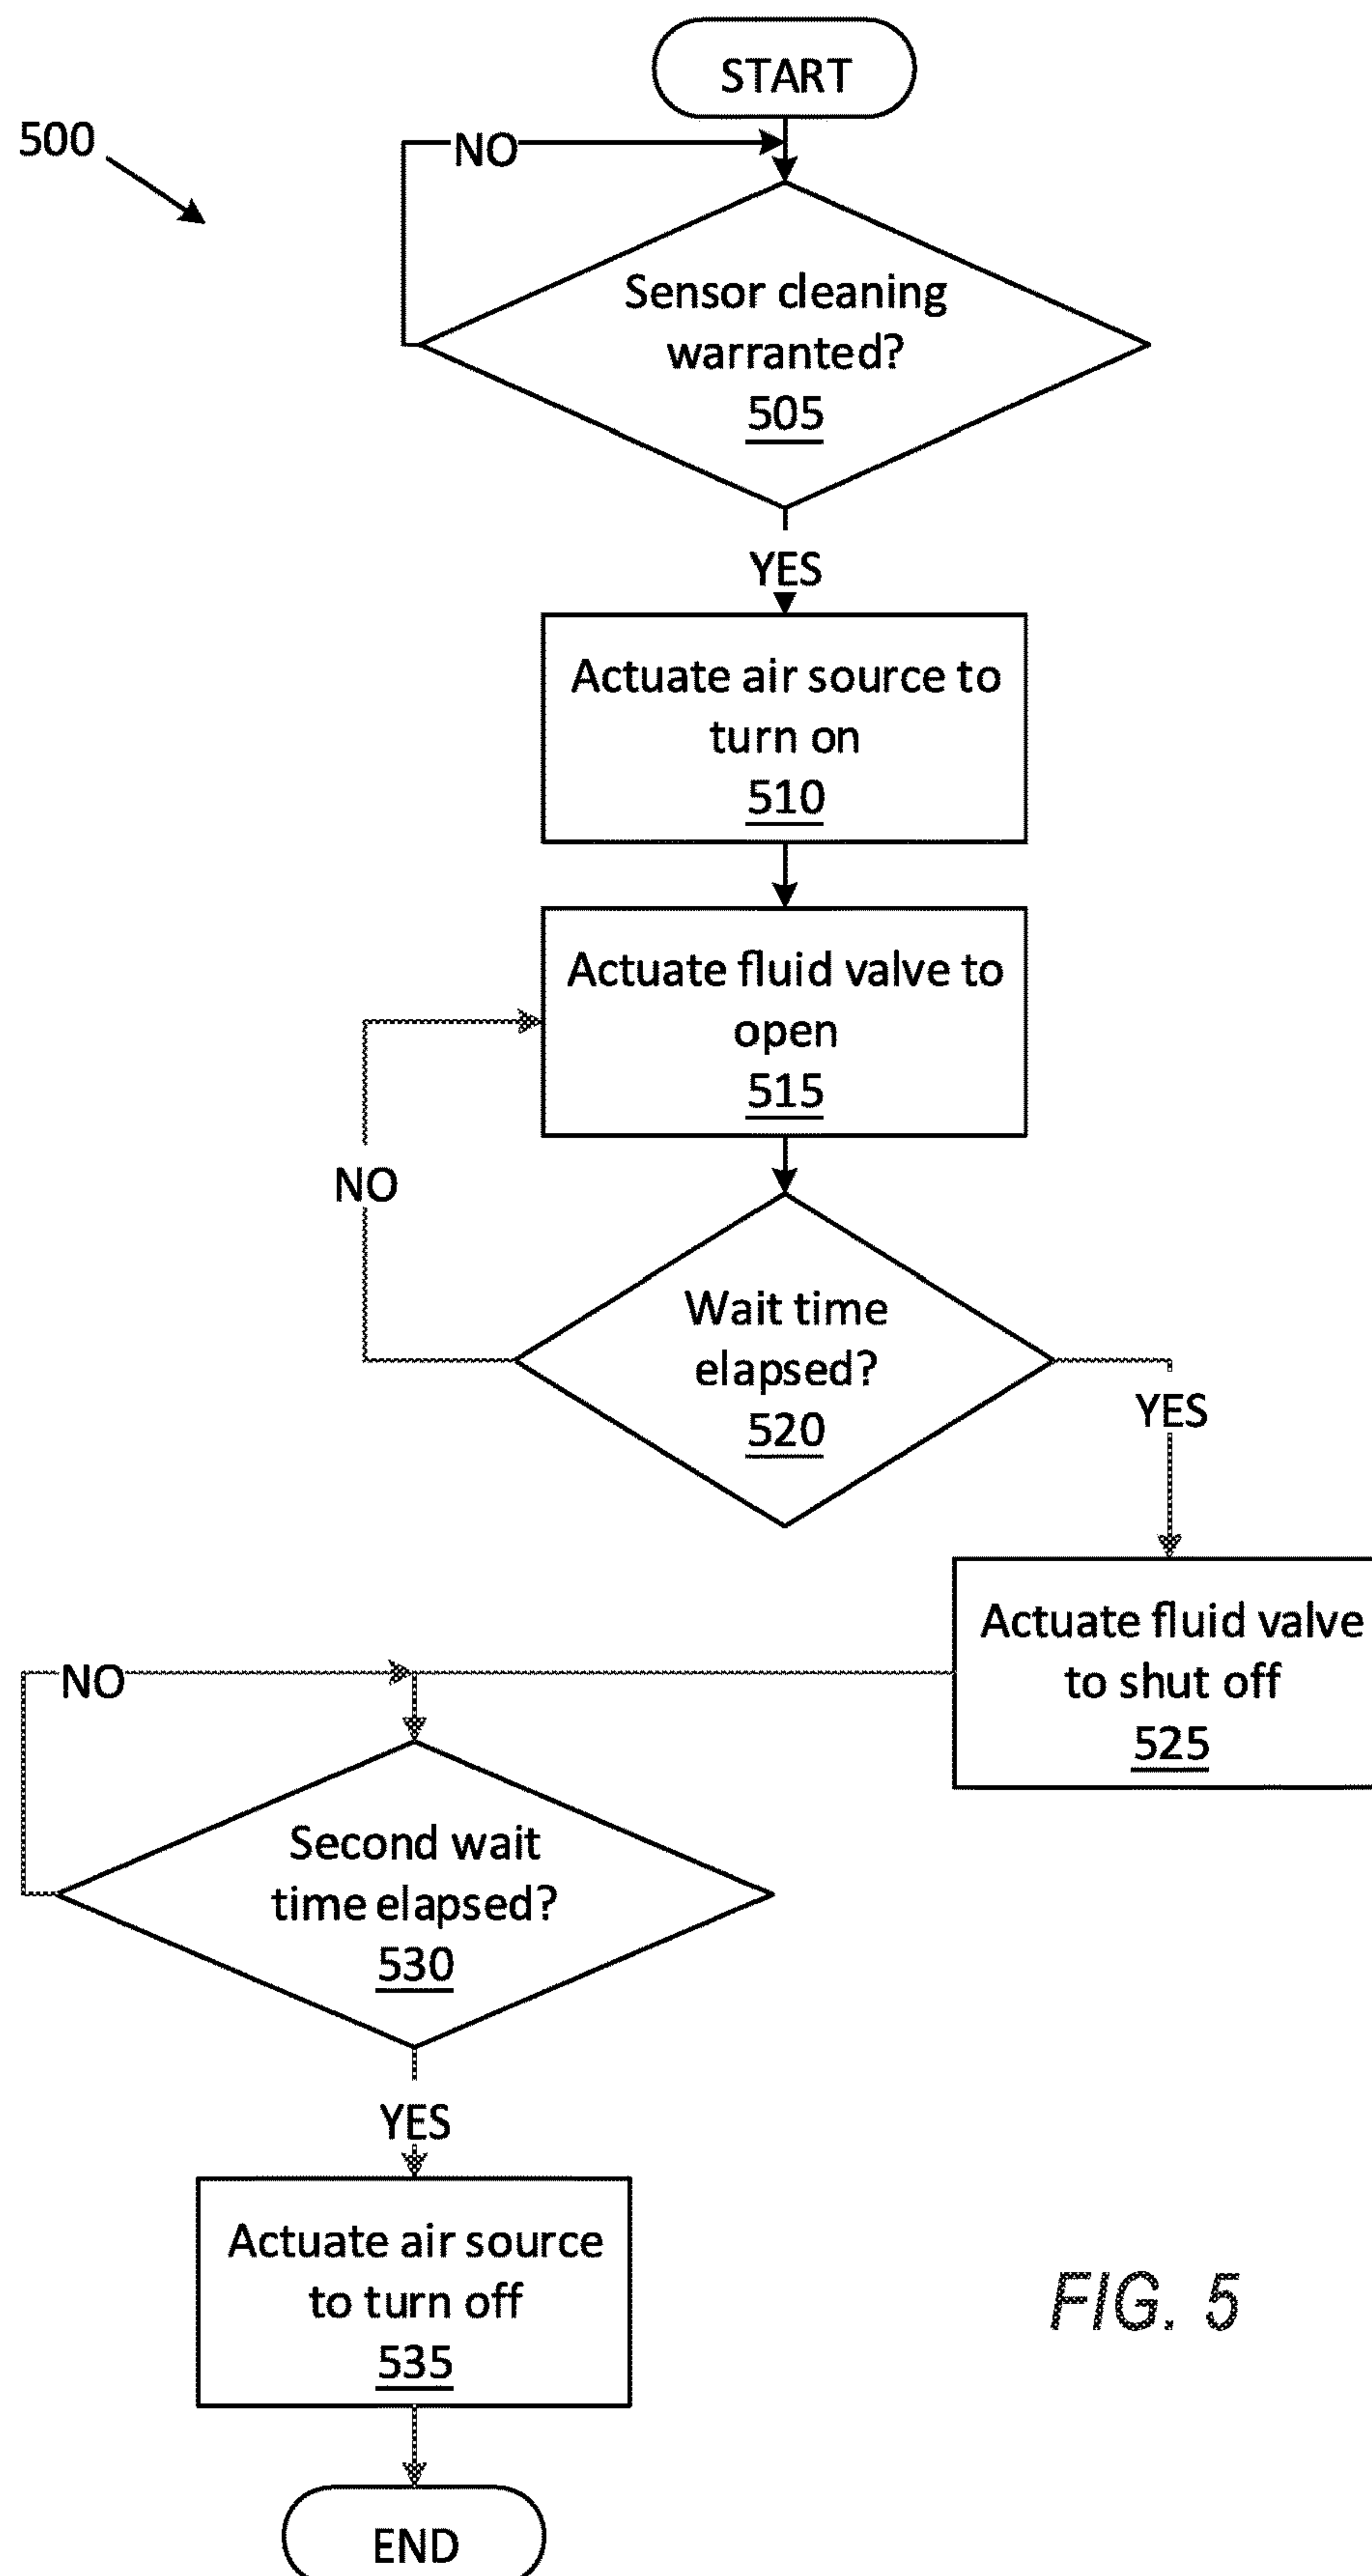 START
500
NO
Sensor cleaning
warranted?
505
YES
Actuate air source to
turn on
510
Actuate fluid valve to
open
515
NO
Wait time
elapsed?
520
YES
Actuate fluid valve
to shut off
525
NO
Second wait
time elapsed?
530
YES
Actuate air source
to turn off
535
END
FIG. 5